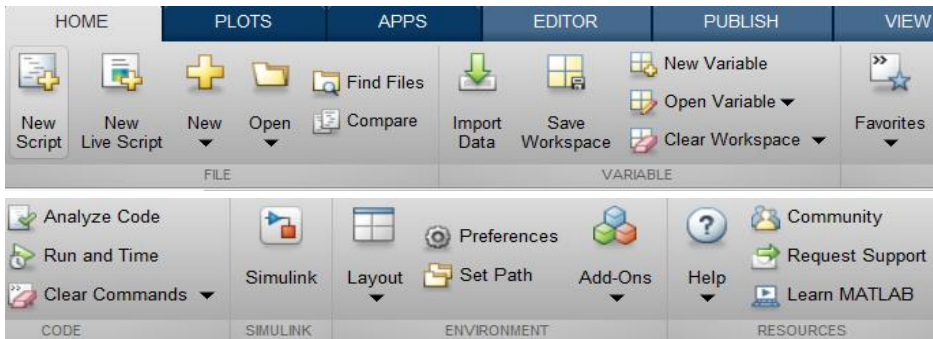 HOME PLOTS APPS EDITOR PUBLISH VIEW
New Script
New Live Script
New
Open
Find Files
Compare
Import Data
Save Workspace
New Variable
Open Variable
Clear Workspace
Favorites
FILE VARIABLE
Analyze Code
Run and Time
Clear Commands
Simulink
Layout
Preferences
Set Path
Add-Ons
?
Help
Community
Request Support
Learn MATLAB
CODE SIMULINK ENVIRONMENT RESOURCES